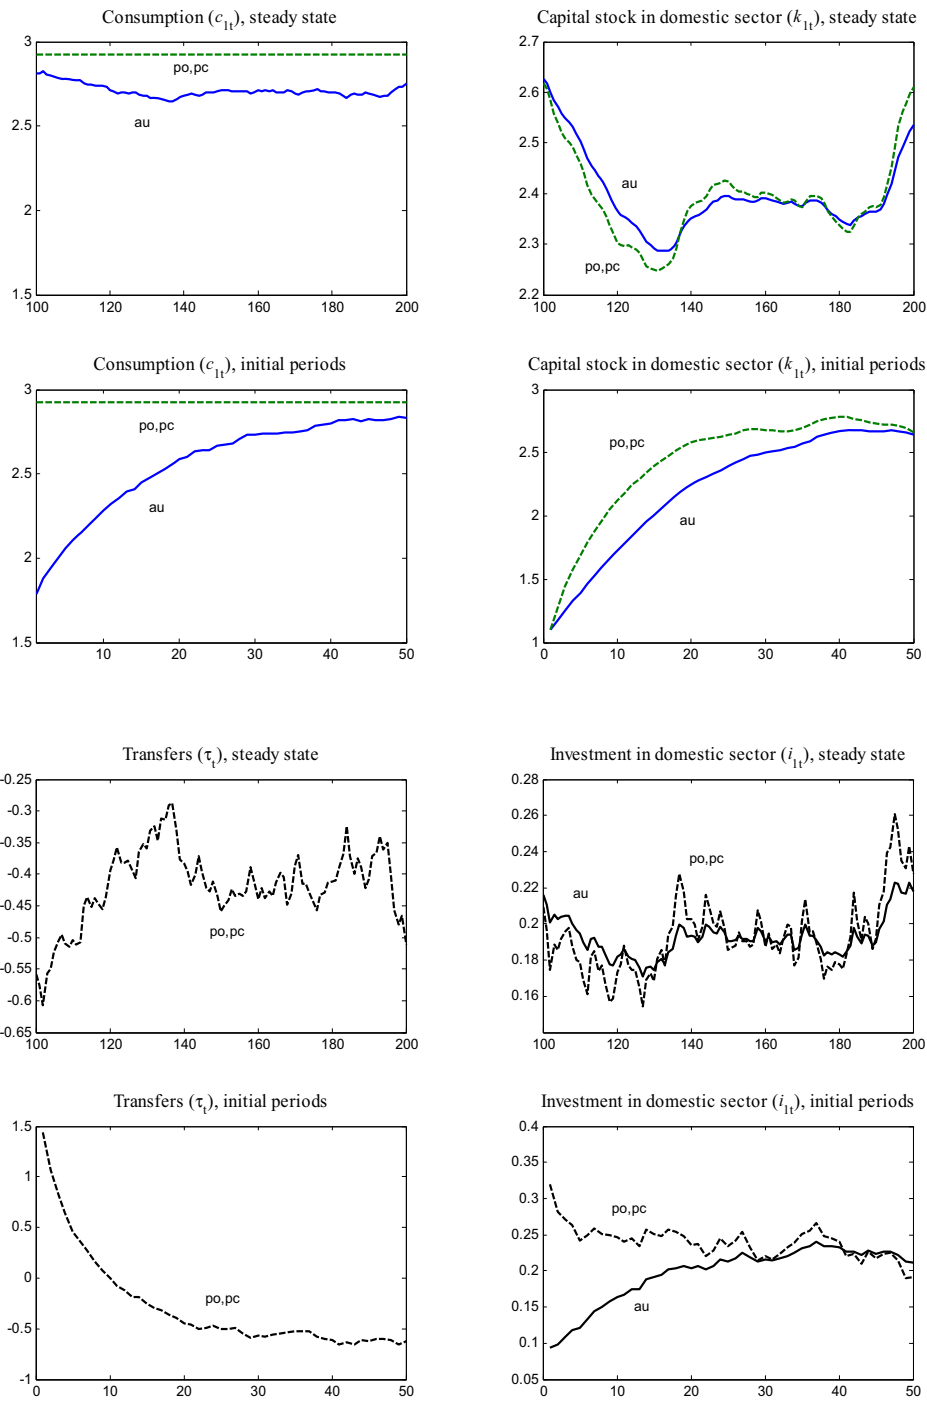 Consumption (c1t), steady state
3
2.5
2
1.5
po,pc
au
100 120 140 160 180 200
Capital stock in domestic sector (k1t), steady state
2.7
2.6
2.5
2.4
2.3
2.2
au
po,pc
100 120 140 160 180 200
Consumption (c1t), initial periods
3
2.5
2
1.5
po,pc
au
10 20 30 40 50
Capital stock in domestic sector (k1t), initial periods
3
2.5
2
1.5
1
po,pc
au
0 10 20 30 40 50
Transfers (τt), steady state
-0.25
-0.3
-0.35
-0.4
-0.45
-0.5
-0.55
-0.6
-0.65
po,pc
100 120 140 160 180 200
Investment in domestic sector (i1t), steady state
0.28
0.26
0.24
0.22
0.2
0.18
0.16
po,pc
au
100 120 140 160 180 200
Transfers (τt), initial periods
1.5
1
0.5
0
-0.5
-1
po,pc
0 10 20 30 40 50
Investment in domestic sector (i1t), initial periods
0.4
0.35
0.3
0.25
0.2
0.15
0.1
0.05
po,pc
au
0 10 20 30 40 50